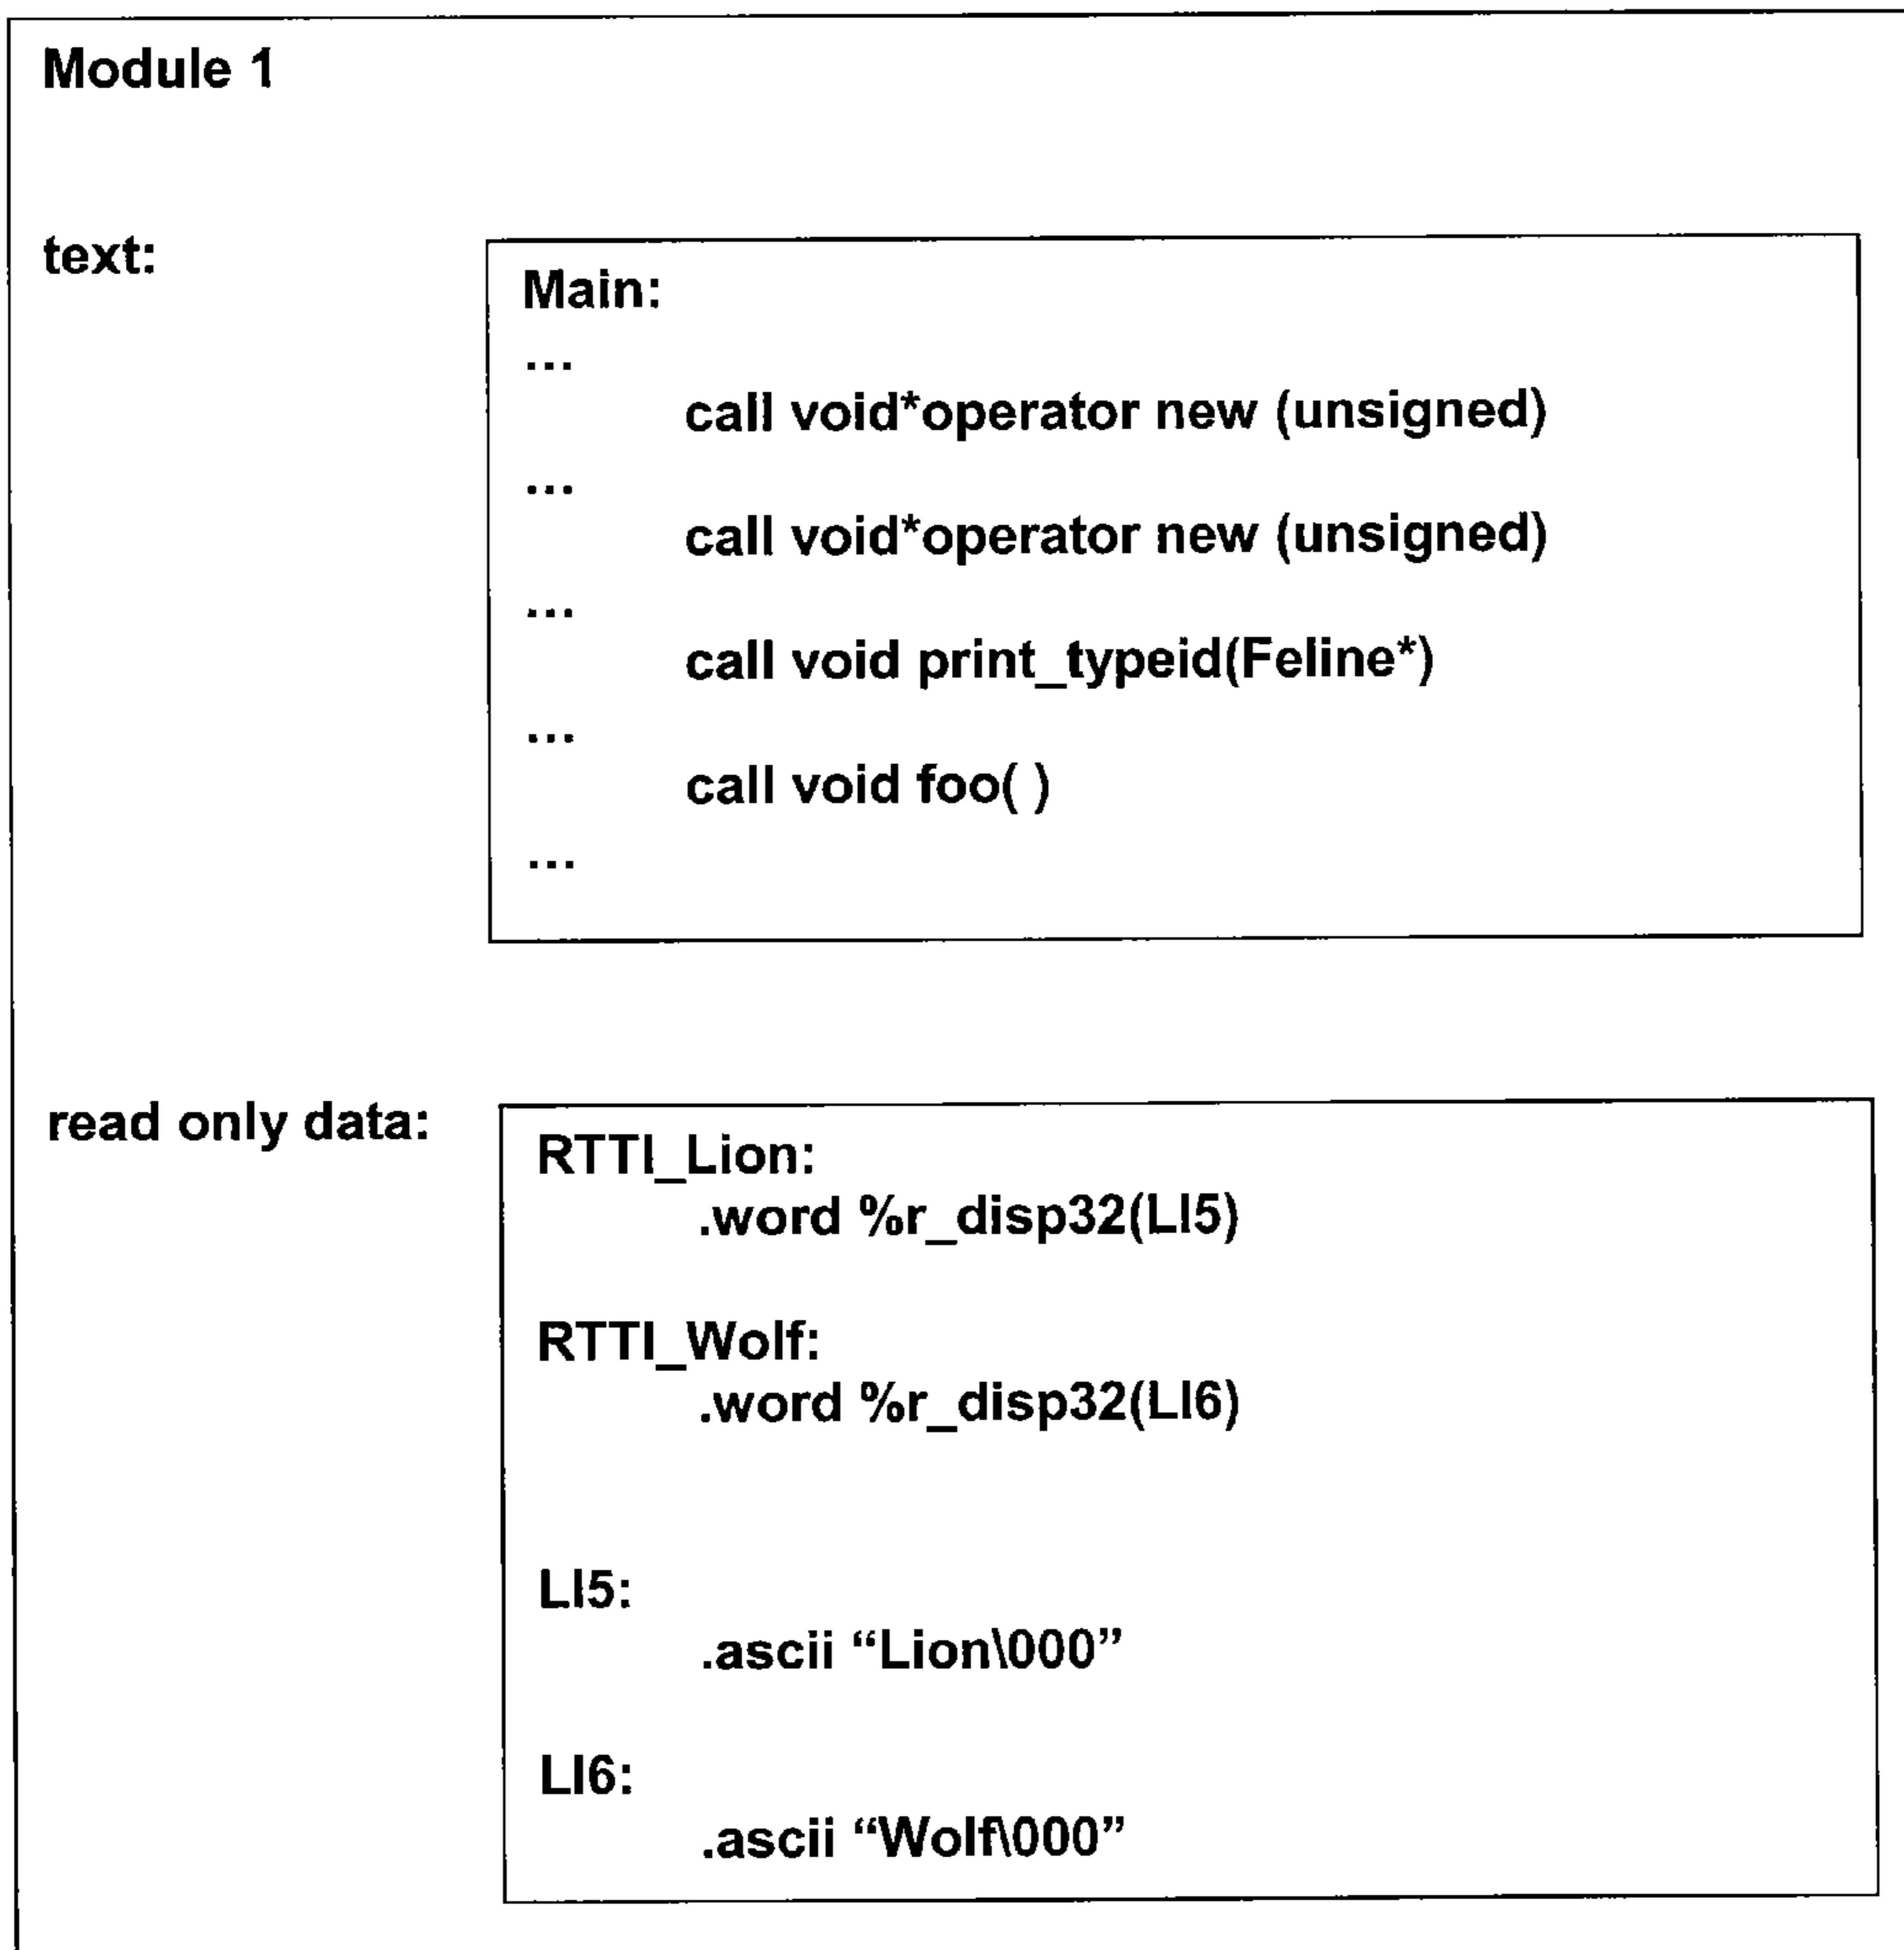 Module 1
text:
Main:
...
call void*operator new (unsigned)
...
call void*operator new (unsigned)
...
call void print_typeid(Feline*)
...
call void foo( )
...
read only data:
RTTI_Lion:
.word %r_disp32(LI5)
RTTI_Wolf:
.word %r_disp32(LI6)
LI5:
.ascii “Lion\000”
LI6:
.ascii “Wolf\000”